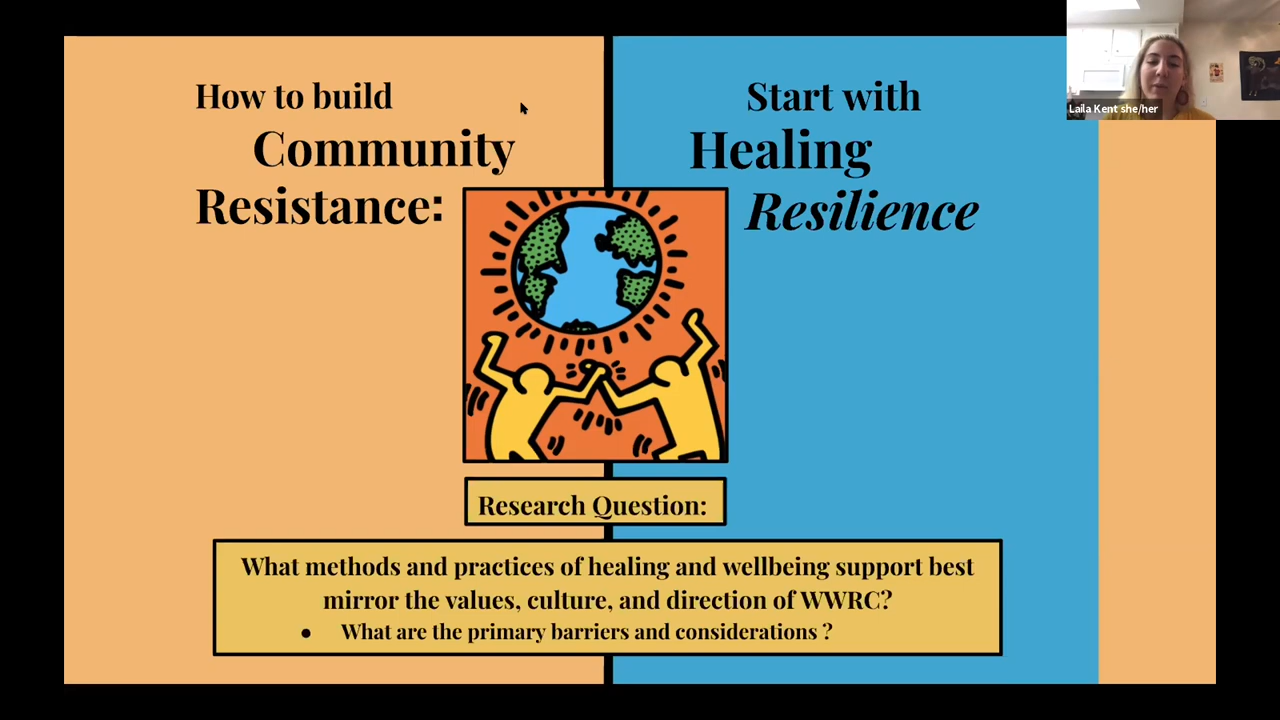 How to build
Community
Resistance:
Start with
Healing
Resilience
Laila Kent she/her
Research Question:
What methods and practices of healing and wellbeing support best
mirror the values, culture, and direction of WWRC?
● What are the primary barriers and considerations ?